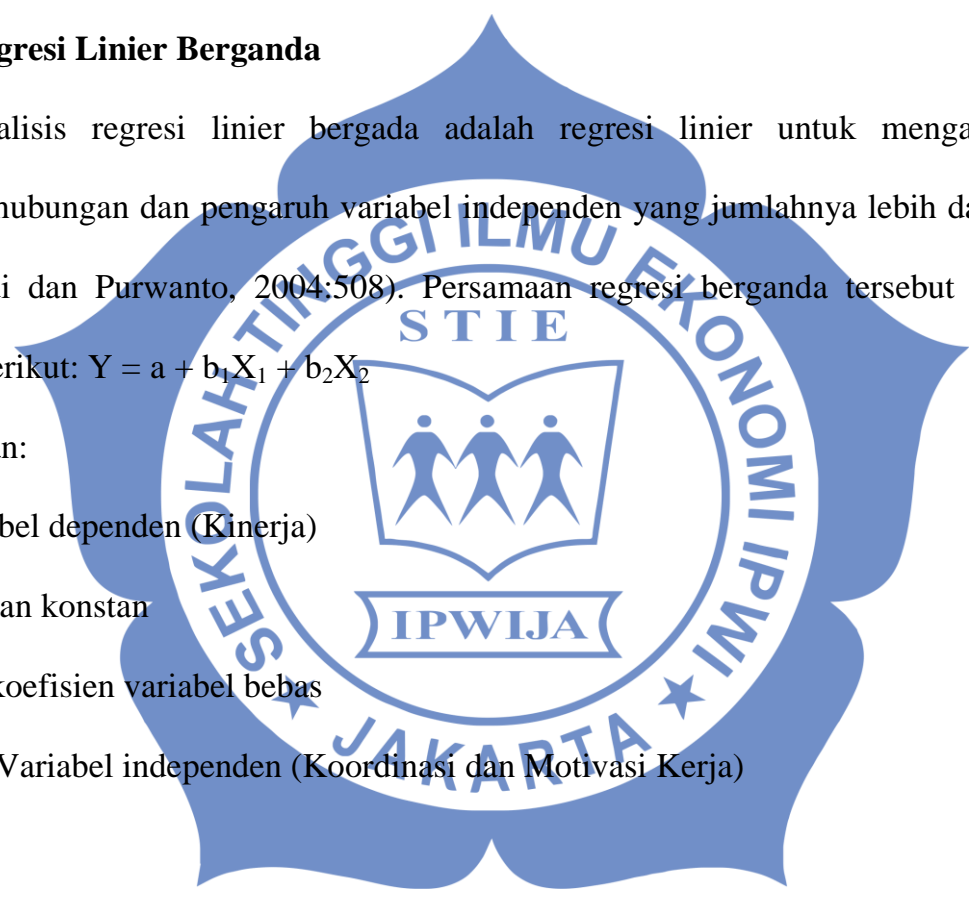 gresi Linier Berganda
alisis regresi linier bergada adalah regresi linier untuk menga
hubungan dan pengaruh variabel independen yang jumlahnya lebih da
i dan Purwanto, 2004:508). Persamaan regresi berganda tersebut
erikut: Y = a + b₁X₁ + b₂X₂
an:
bel dependen (Kinerja)
an konstan
koefisien variabel bebas
Variabel independen (Koordinasi dan Motivasi Kerja)
SEKOLAH TINGGI ILMU EKONOMI IPWI
STIE
IPWIJA
★ JAKARTA ★